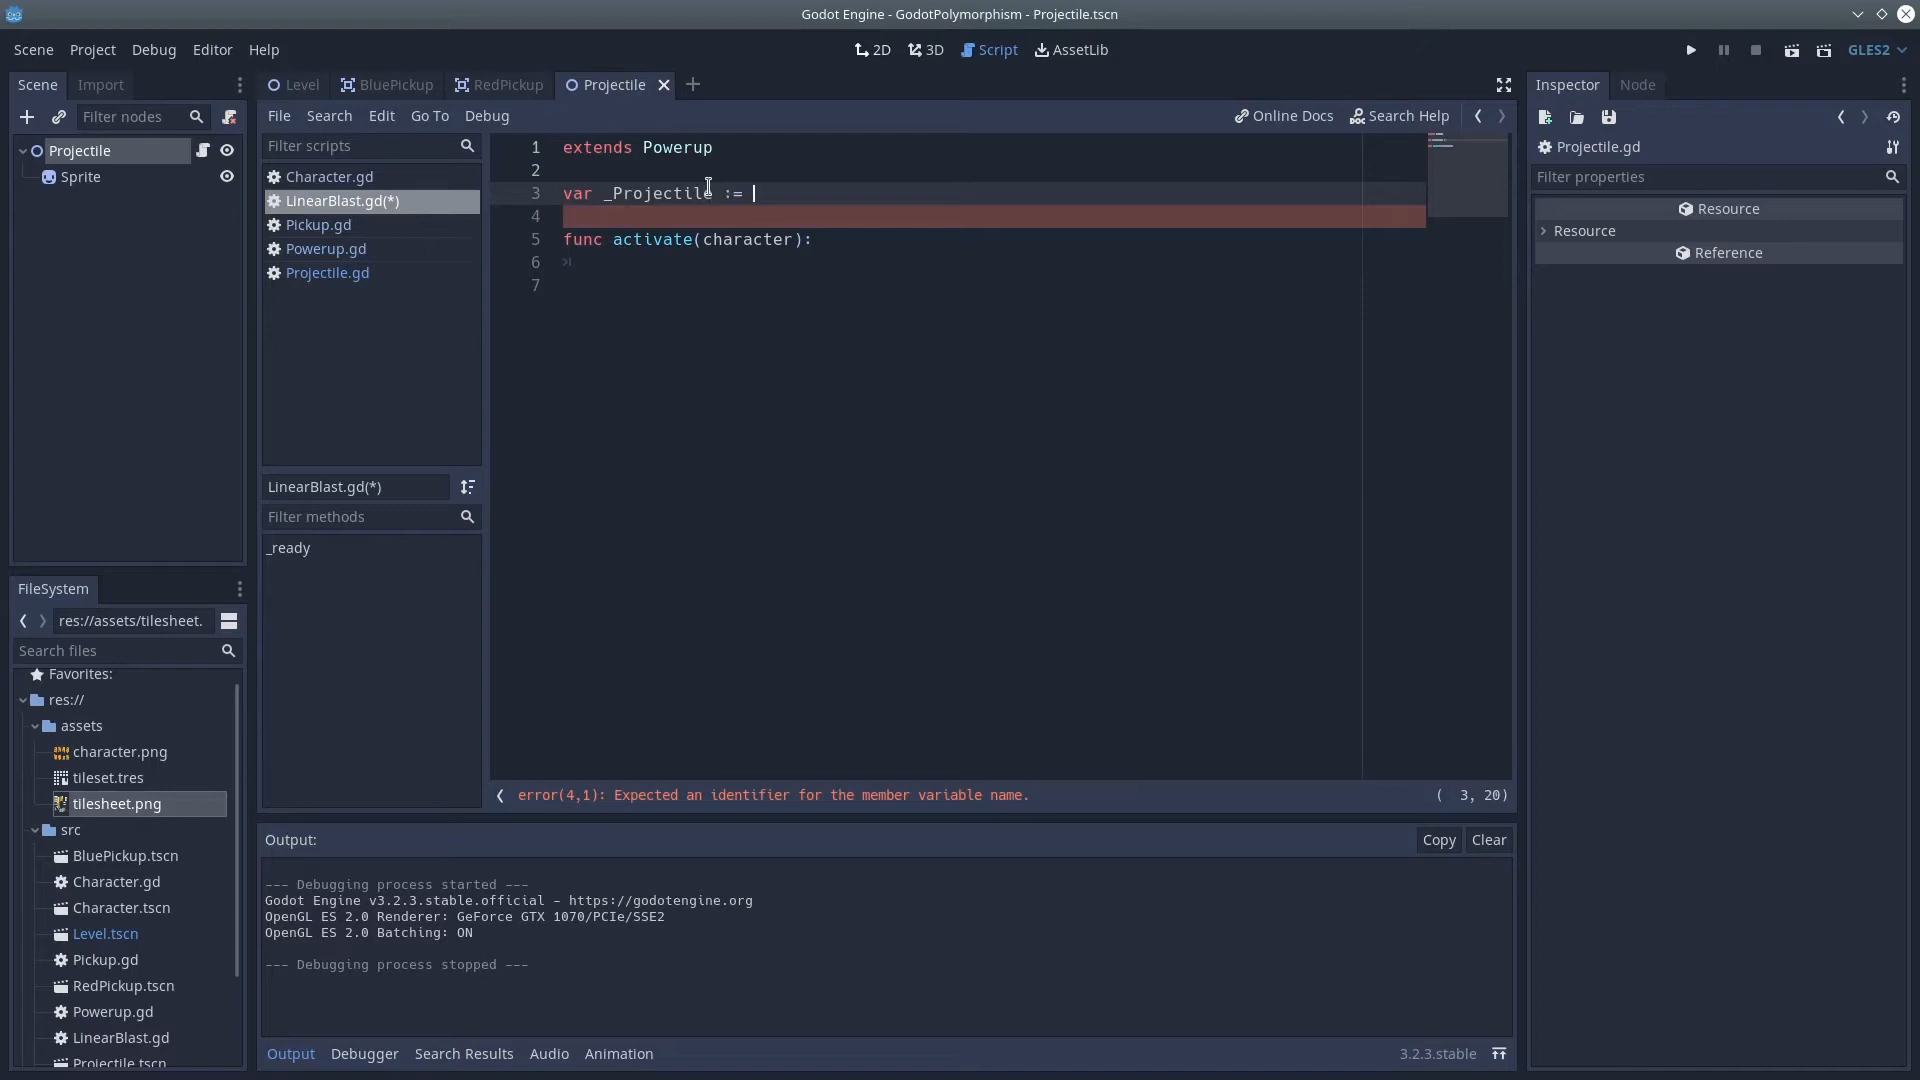 Godot Engine - GodotPolymorphism - Projectile.tscn
Scene Project Debug Editor Help
2D 3D Script AssetLib
GLES2
Scene Import
Level BluePickup RedPickup Projectile
Inspector Node
Filter nodes
File Search Edit Go To Debug
Online Docs Search Help
Projectile
Sprite
Filter scripts
Character.gd
LinearBlast.gd(*)
Pickup.gd
Powerup.gd
Projectile.gd
LinearBlast.gd(*)
Filter methods
_ready
1 extends Powerup
2
3 var _Projectile :=
4
5 func activate(character):
6
7
error(4,1): Expected an identifier for the member variable name.
( 3, 20)
Projectile.gd
Filter properties
Resource
Resource
Reference
FileSystem
res://assets/tilesheet.
Search files
Favorites:
res://
assets
character.png
tileset.tres
tilesheet.png
src
BluePickup.tscn
Character.gd
Character.tscn
Level.tscn
Pickup.gd
RedPickup.tscn
Powerup.gd
LinearBlast.gd
Projectile.tscn
Output:
Copy Clear
--- Debugging process started ---
Godot Engine v3.2.3.stable.official - https://godotengine.org
OpenGL ES 2.0 Renderer: GeForce GTX 1070/PCIe/SSE2
OpenGL ES 2.0 Batching: ON
--- Debugging process stopped ---
Output Debugger Search Results Audio Animation
3.2.3.stable